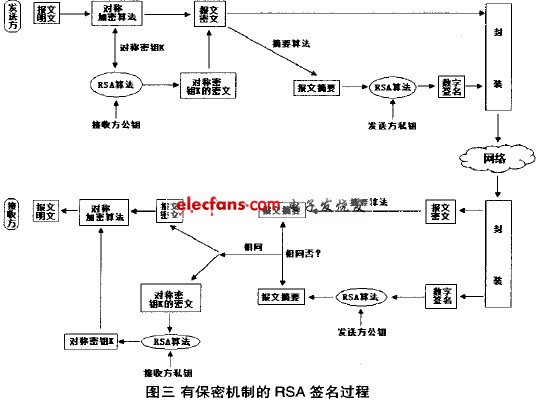 发送方
报文明文
对称加密算法
报文密文
封装
对称密钥K
摘要算法
RSA算法
对称密钥K的密文
报文摘要
RSA算法
数字签名
接收方公钥
发送方私钥
网络
接收方
报文明文
对称加密算法
报文密文
elecfans.com 电子发烧友
报文摘要
摘要算法
报文密文
封装
相同
相同否?
对称密钥K的密文
报文摘要
RSA算法
数字签名
发送方公钥
对称密钥K
RSA算法
接收方私钥
图三 有保密机制的 RSA 签名过程